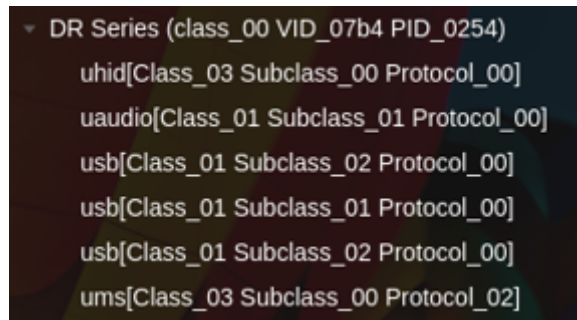 DR Series (class_00 VID_07b4 PID_0254)
uhid[Class_03 Subclass_00 Protocol_00]
uaudio[Class_01 Subclass_01 Protocol_00]
usb[Class_01 Subclass_02 Protocol_00]
usb[Class_01 Subclass_01 Protocol_00]
usb[Class_01 Subclass_02 Protocol_00]
ums[Class_03 Subclass_00 Protocol_02]